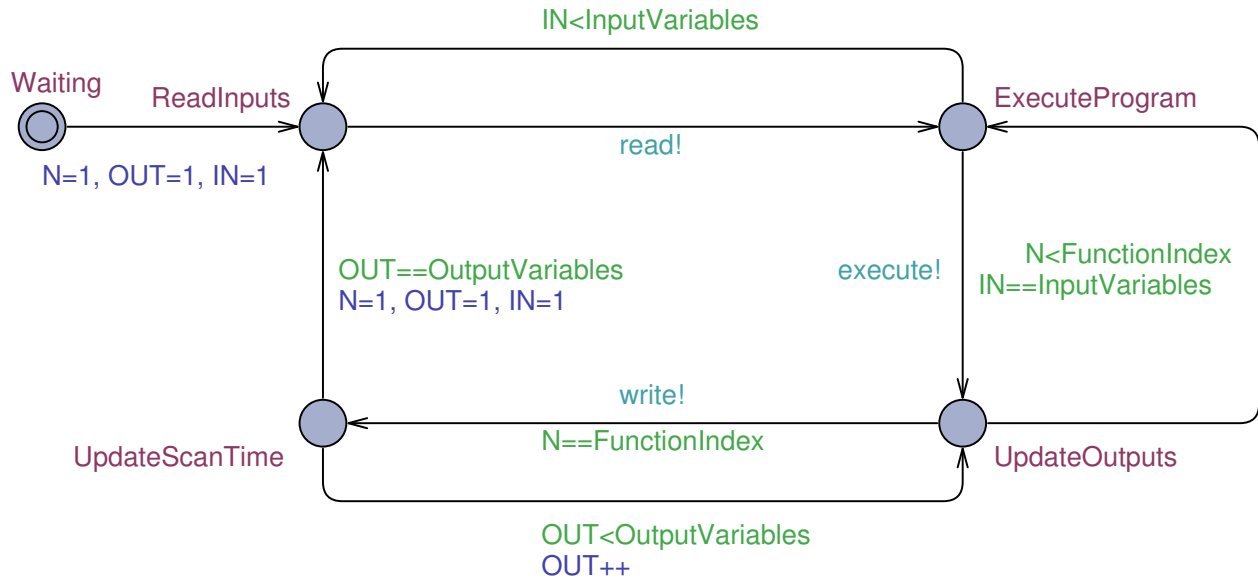 IN<InputVariables
Waiting
ReadInputs
ExecuteProgram
read!
N=1, OUT=1, IN=1
OUT==OutputVariables
N=1, OUT=1, IN=1
execute!
N<FunctionIndex
IN==InputVariables
write!
N==FunctionIndex
UpdateScanTime
UpdateOutputs
OUT<OutputVariables
OUT++